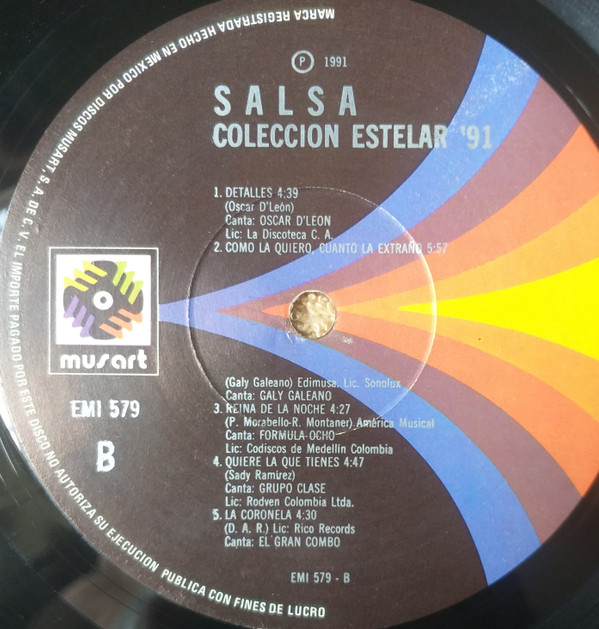 MARCA REGISTRADA HECHO EN MEXICO POR DISCOS MUSART, S. A. DE C. V. EL IMPORTE PAGADO POR ESTE DISCO NO AUTORIZA SU EJECUCION PUBLICA CON FINES DE LUCRO
Ⓟ 1991
SALSA
COLECCION ESTELAR '91
1. DETALLES 4:39
(Oscar D'León)
Canta: OSCAR D'LEON
Lic: La Discoteca C. A.
2. COMO LA QUIERO, CUANTO LA EXTRAÑO 5:57
musart
EMI 579
B
(Galy Galeano) Edimusa. Lic. Sonolux
Canta: GALY GALEANO
3. REINA DE LA NOCHE 4:27
(P. Morabello-R. Montaner) América Musical
Canta: FORMULA-OCHO
Lic: Codiscos de Medellín Colombia
4. QUIERE LA QUE TIENES 4:47
(Sady Ramírez)
Canta: GRUPO CLASE
Lic: Rodven Colombia Ltda.
5. LA CORONELA 4:30
(D. A. R.) Lic: Rico Records
Canta: EL GRAN COMBO
EMI 579 - B